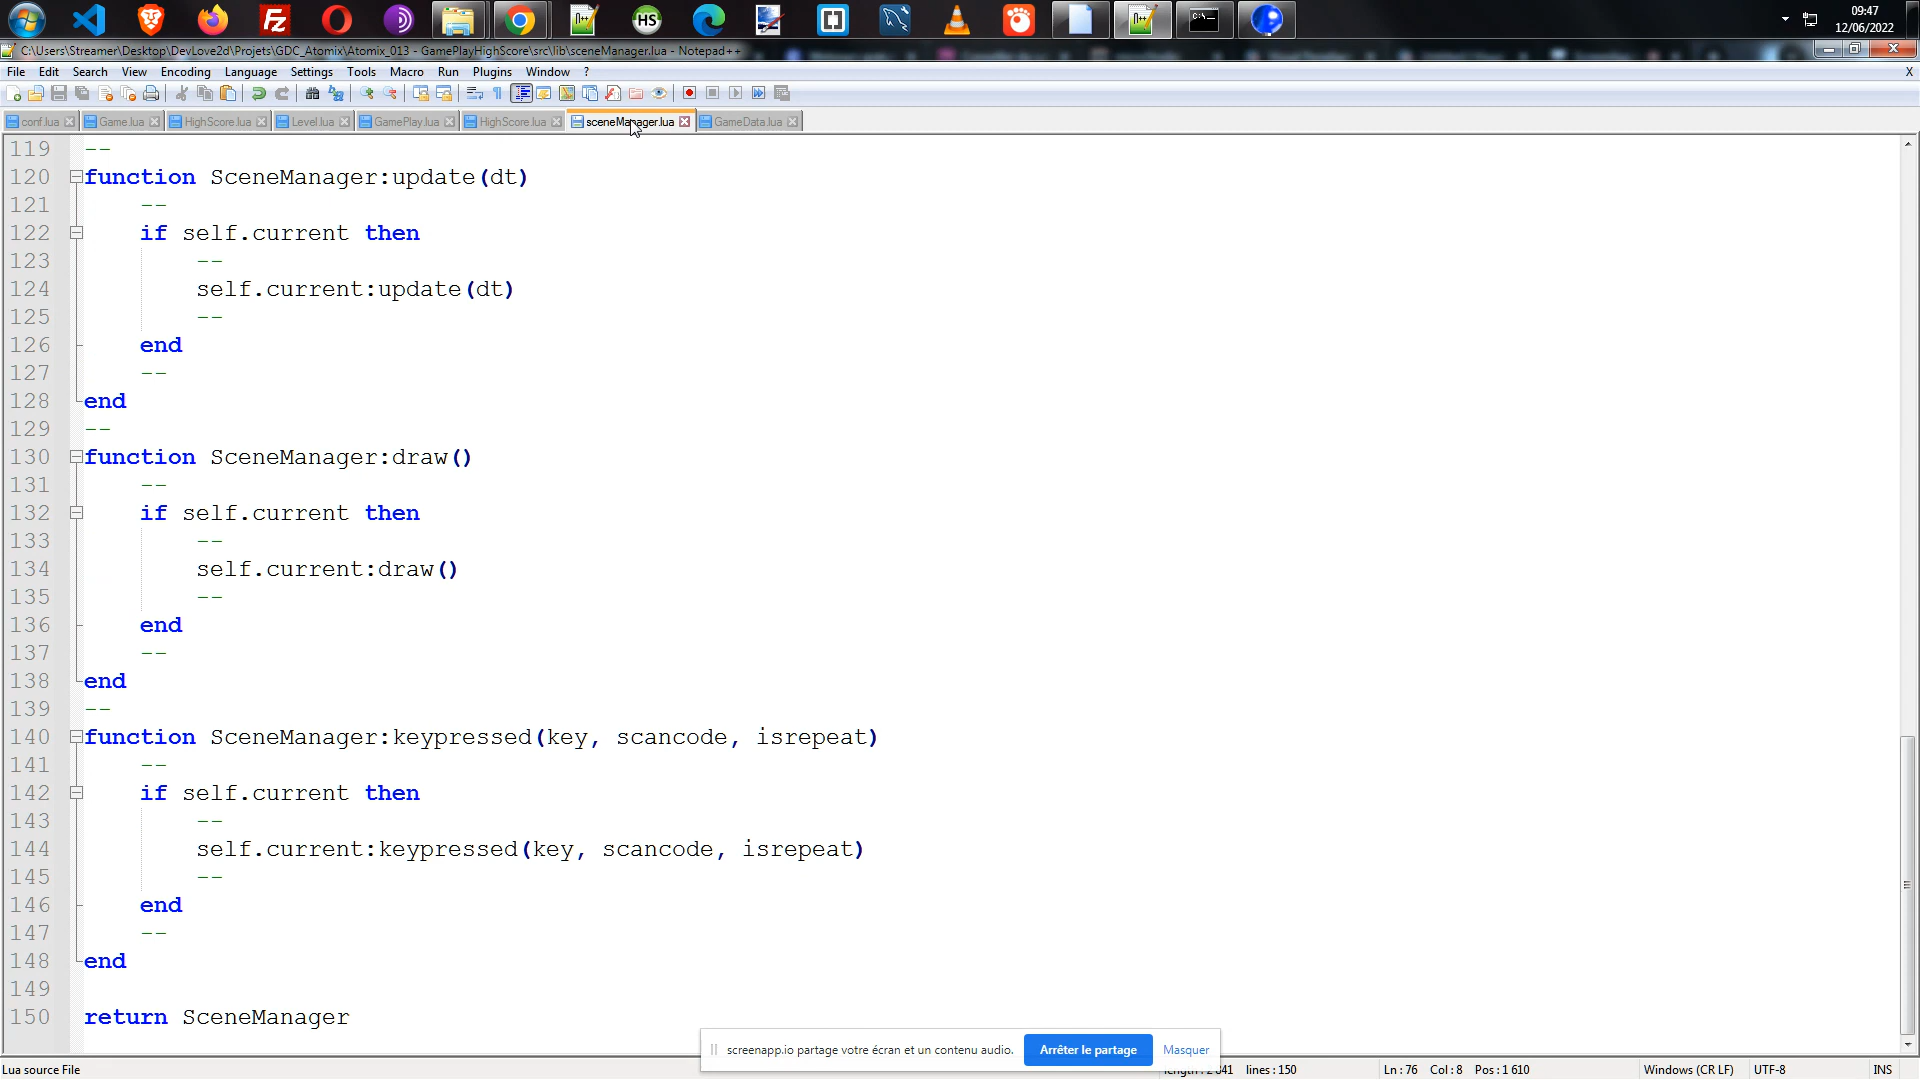 09:47
12/06/2022
C:\Users\Streamer\Desktop\DevLove2d\Projets\GDC_Atomix\Atomix_013 - GamePlayHighScore\src\lib\sceneManager.lua - Notepad++
File Edit Search View Encoding Language Settings Tools Macro Run Plugins Window ? X
conf.lua Game.lua HighScore.lua Level.lua GamePlay.lua HighScore.lua sceneManager.lua GameData.lua
119 --
120 function SceneManager:update(dt)
121 --
122 if self.current then
123 --
124 self.current:update(dt)
125 --
126 end
127 --
128 end
129 --
130 function SceneManager:draw()
131 --
132 if self.current then
133 --
134 self.current:draw()
135 --
136 end
137 --
138 end
139 --
140 function SceneManager:keypressed(key, scancode, isrepeat)
141 --
142 if self.current then
143 --
144 self.current:keypressed(key, scancode, isrepeat)
145 --
146 end
147 --
148 end
149
150 return SceneManager
screenapp.io partage votre écran et un contenu audio. Arrêter le partage Masquer
Lua source File lines : 150 Ln : 76 Col : 8 Pos : 1 610 Windows (CR LF) UTF-8 INS